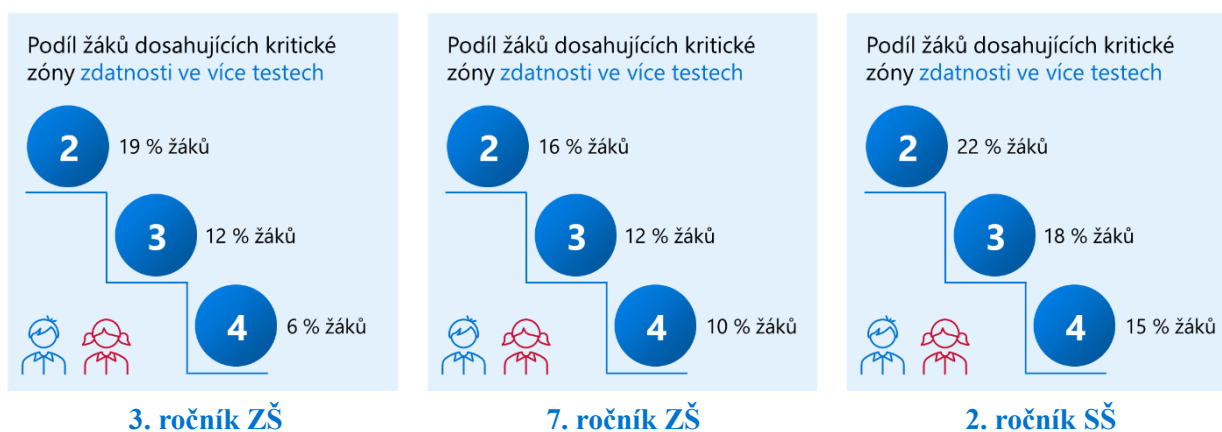 Podíl žáků dosahujících kritické
zóny zdatnosti ve více testech
2
19 % žáků
3
12 % žáků
4
6 % žáků
3. ročník ZŠ
Podíl žáků dosahujících kritické
zóny zdatnosti ve více testech
2
16 % žáků
3
12 % žáků
4
10 % žáků
7. ročník ZŠ
Podíl žáků dosahujících kritické
zóny zdatnosti ve více testech
2
22 % žáků
3
18 % žáků
4
15 % žáků
2. ročník SŠ